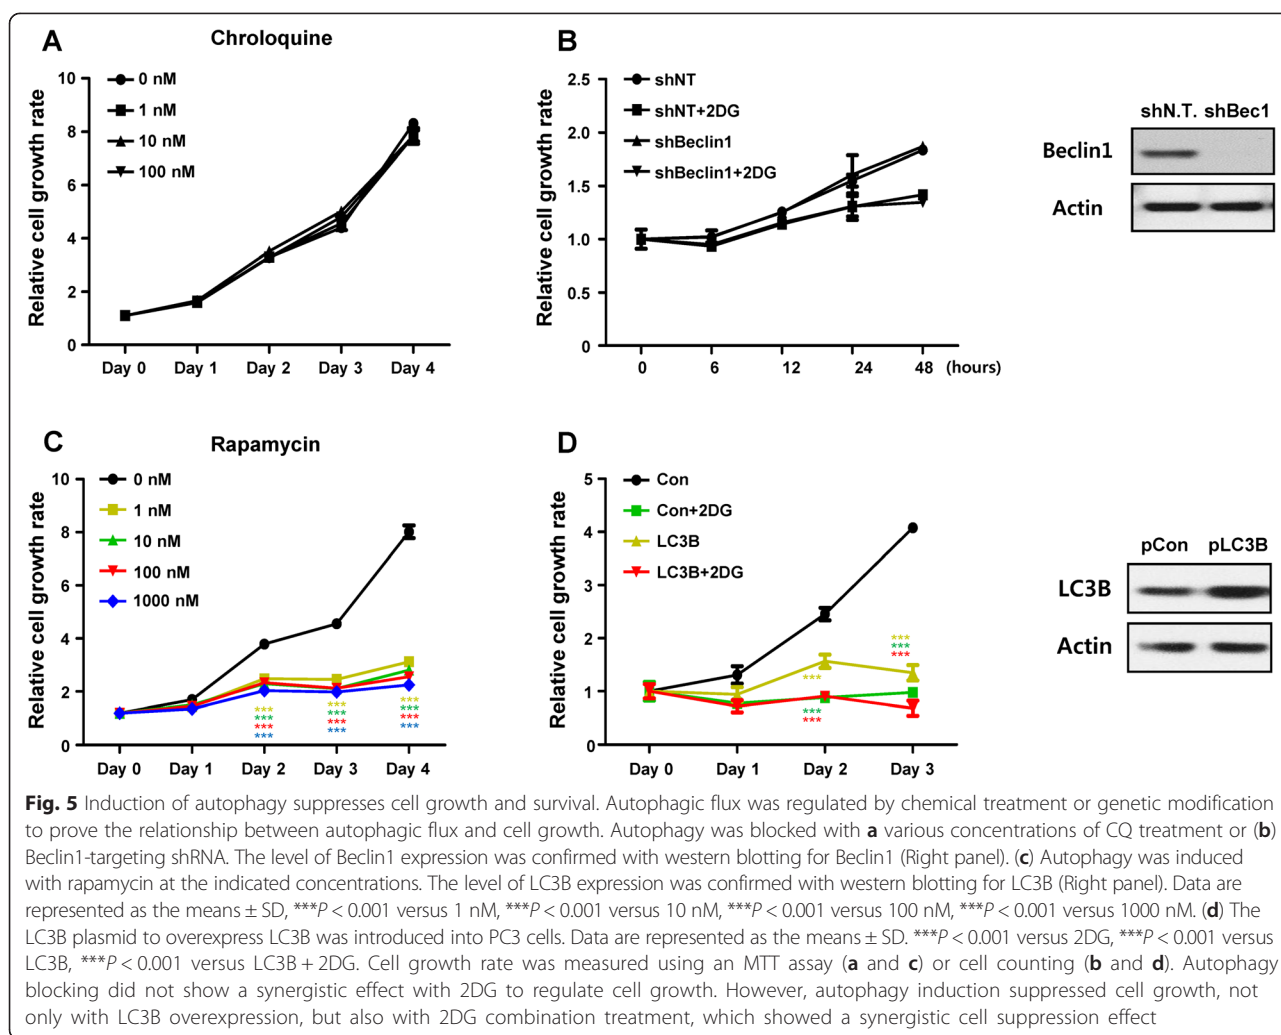 A
Chroloquine
Relative cell growth rate
10
8
6
4
2
0
0 nM
1 nM
10 nM
100 nM
Day 0 Day 1 Day 2 Day 3 Day 4
B
Relative cell growth rate
2.5
2.0
1.5
1.0
0.5
0
shNT
shNT+2DG
shBeclin1
shBeclin1+2DG
0 6 12 24 48 (hours)
shN.T. shBec1
Beclin1
Actin
C
Rapamycin
Relative cell growth rate
10
8
6
4
2
0
0 nM
1 nM
10 nM
100 nM
1000 nM
*** *** ***
*** *** ***
*** *** ***
*** *** ***
Day 0 Day 1 Day 2 Day 3 Day 4
D
Relative cell growth rate
5
4
3
2
1
0
Con
Con+2DG
LC3B
LC3B+2DG
***
***
***
***
***
***
Day 0 Day 1 Day 2 Day 3
pCon pLC3B
LC3B
Actin
Fig. 5 Induction of autophagy suppresses cell growth and survival. Autophagic flux was regulated by chemical treatment or genetic modification
to prove the relationship between autophagic flux and cell growth. Autophagy was blocked with a various concentrations of CQ treatment or (b)
Beclin1-targeting shRNA. The level of Beclin1 expression was confirmed with western blotting for Beclin1 (Right panel). (c) Autophagy was induced
with rapamycin at the indicated concentrations. The level of LC3B expression was confirmed with western blotting for LC3B (Right panel). Data are
represented as the means ± SD, ***P < 0.001 versus 1 nM, ***P < 0.001 versus 10 nM, ***P < 0.001 versus 100 nM, ***P < 0.001 versus 1000 nM. (d) The
LC3B plasmid to overexpress LC3B was introduced into PC3 cells. Data are represented as the means ± SD. ***P < 0.001 versus 2DG, ***P < 0.001 versus
LC3B, ***P < 0.001 versus LC3B + 2DG. Cell growth rate was measured using an MTT assay (a and c) or cell counting (b and d). Autophagy
blocking did not show a synergistic effect with 2DG to regulate cell growth. However, autophagy induction suppressed cell growth, not
only with LC3B overexpression, but also with 2DG combination treatment, which showed a synergistic cell suppression effect